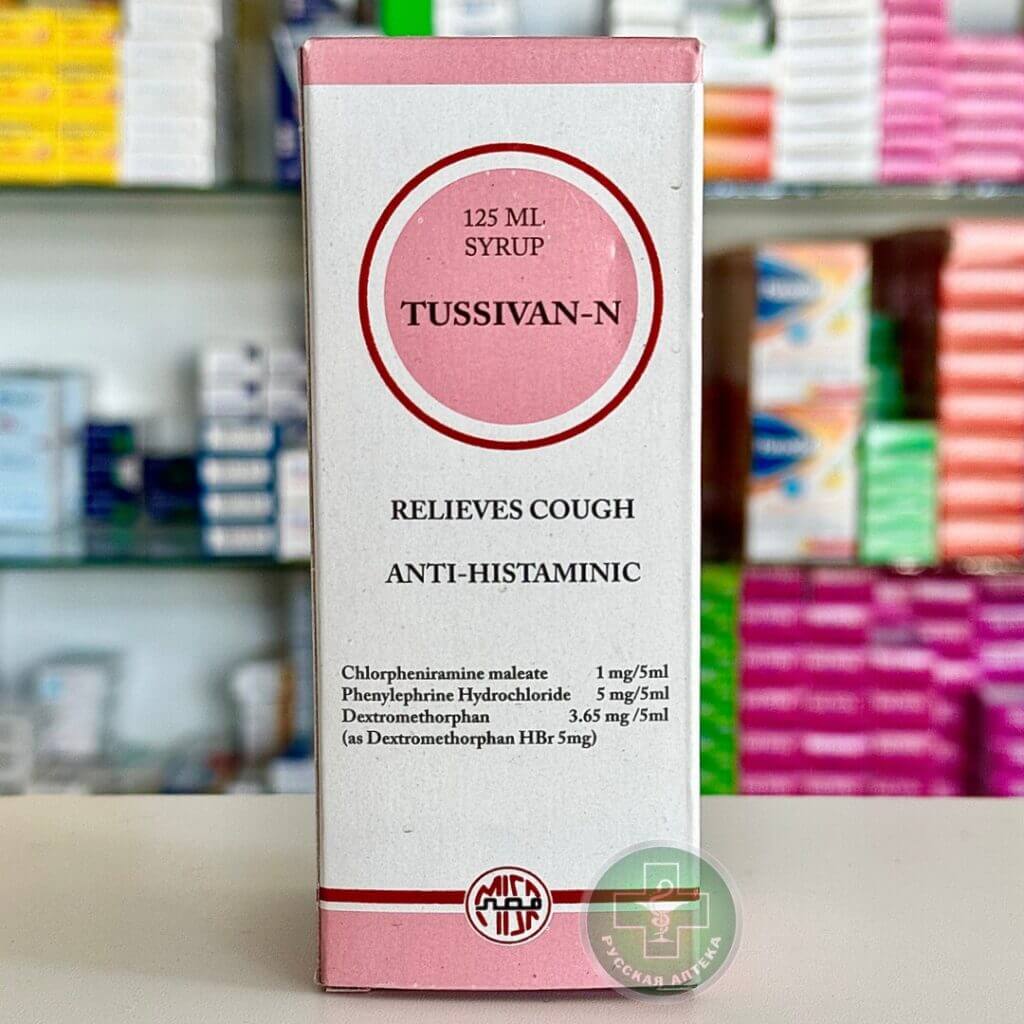 125 ML
SYRUP
TUSSIVAN-N
RELIEVES COUGH
ANTI-HISTAMINIC
Chlorpheniramine maleate 1 mg/5ml
Phenylephrine Hydrochloride 5 mg/5ml
Dextromethorphan 3.65 mg /5ml
(as Dextromethorphan HBr 5mg)
مصر
РУССКАЯ АПТЕКА